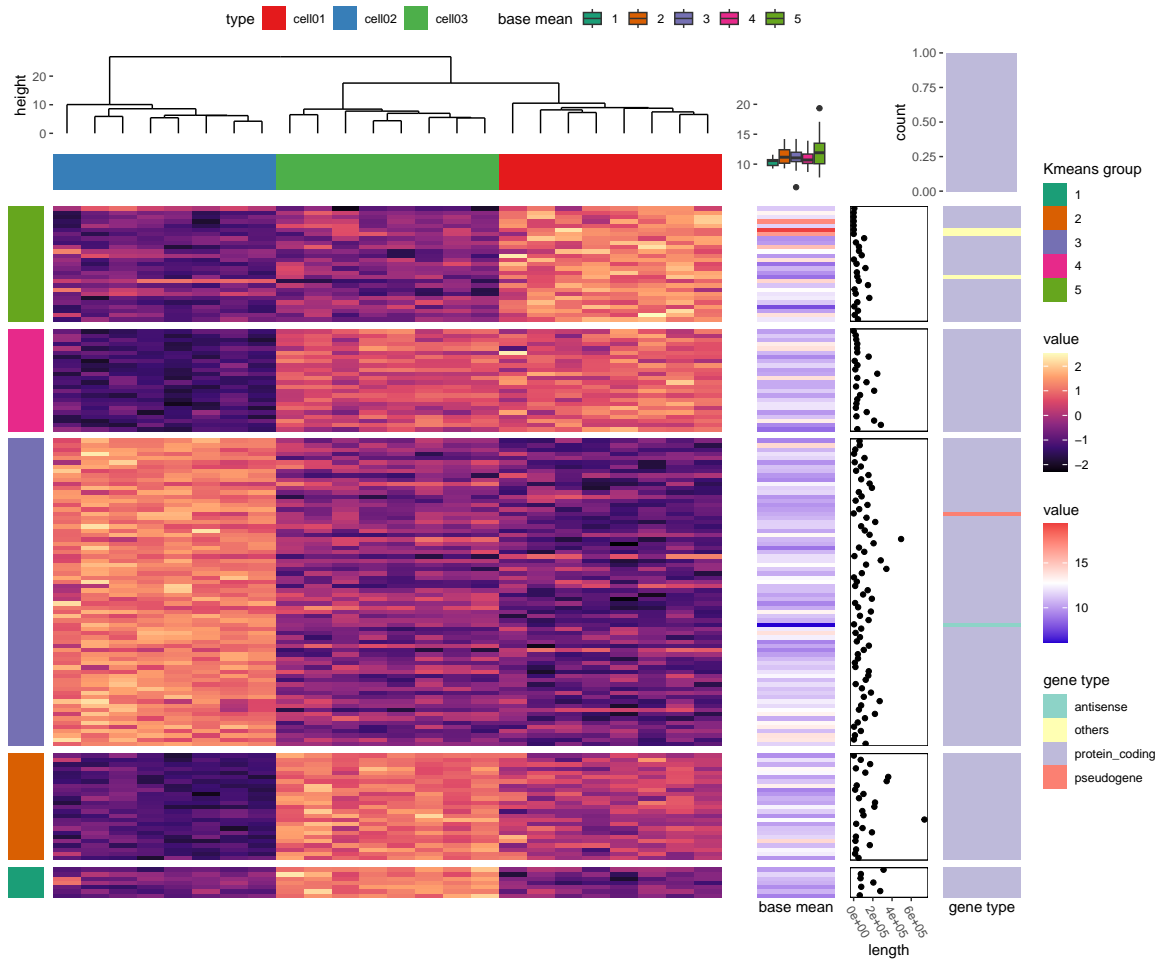 type cell01 cell02 cell03 base mean 1 2 3 4 5
height
20
10
0
20
15
10
count
1.00
0.75
0.50
0.25
0.00
Kmeans group
1
2
3
4
5
value
2
1
0
−1
−2
value
15
10
gene type
antisense
others
protein_coding
pseudogene
base mean
0e+00
2e+05
4e+05
6e+05
length
gene type